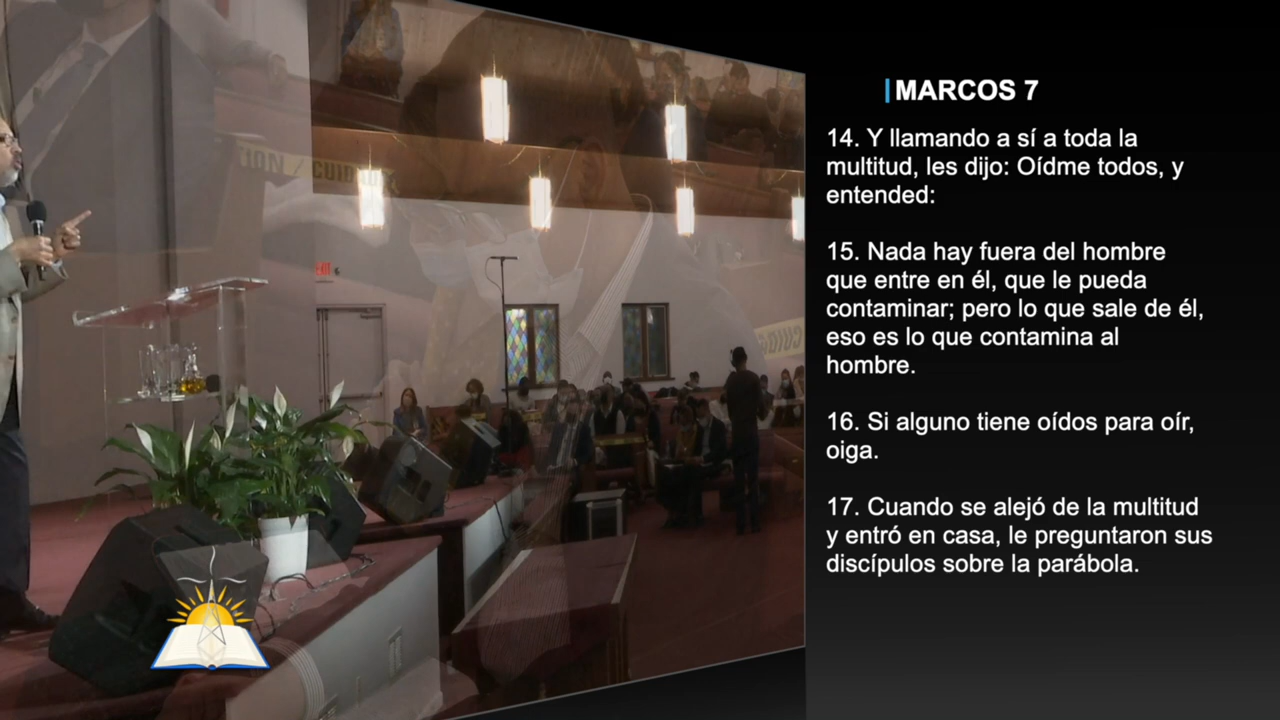 MARCOS 7
14. Y llamando a sí a toda la
multitud, les dijo: Oídme todos, y
entended:
15. Nada hay fuera del hombre
que entre en él, que le pueda
contaminar; pero lo que sale de él,
eso es lo que contamina al
hombre.
16. Si alguno tiene oídos para oír,
oiga.
17. Cuando se alejó de la multitud
y entró en casa, le preguntaron sus
discípulos sobre la parábola.
EXIT